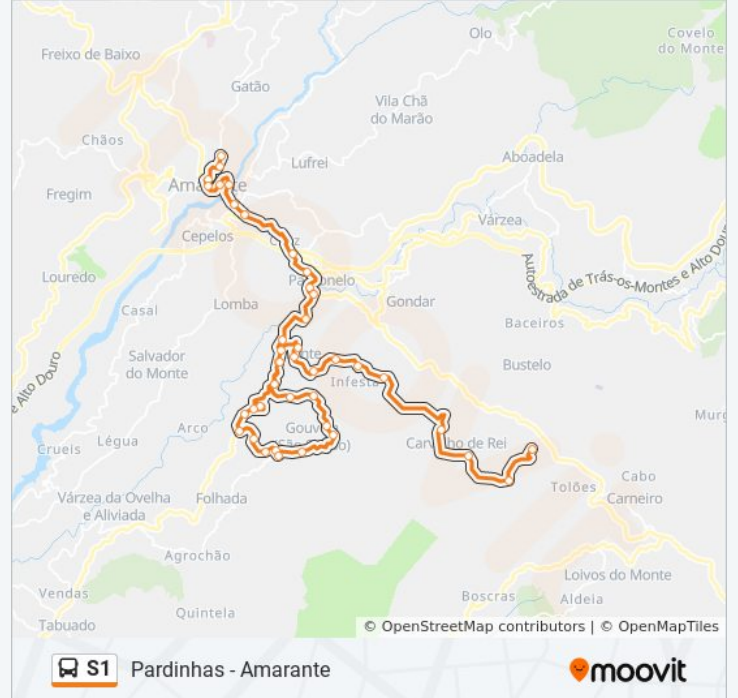 Olo
Covelo
do Monte
Freixo de Baixo
Gatão
Vila Chã
do Marão
Chãos
Lufrei
Aboadela
Fregim
Várzea
Cepelos
Louredo
Autoestrada de Trás-os-Montes e Alto Dou
Lomba
Gondar
Casal
Baceiros
e Alto Douro
Salvador
do Monte
Bustelo
Infesta
Murg
Arco
Légua
Crueis
Cabo
Tolões
Carneiro
Várzea da Ovelha
e Aliviada
Folhada
Agrochão
Loivos do Monte
Vendas
Boscras
Aldeia
Quintela
Tabuado
© OpenStreetMap contributors | © OpenMapTiles
S1 Pardinhas - Amarante
moovit